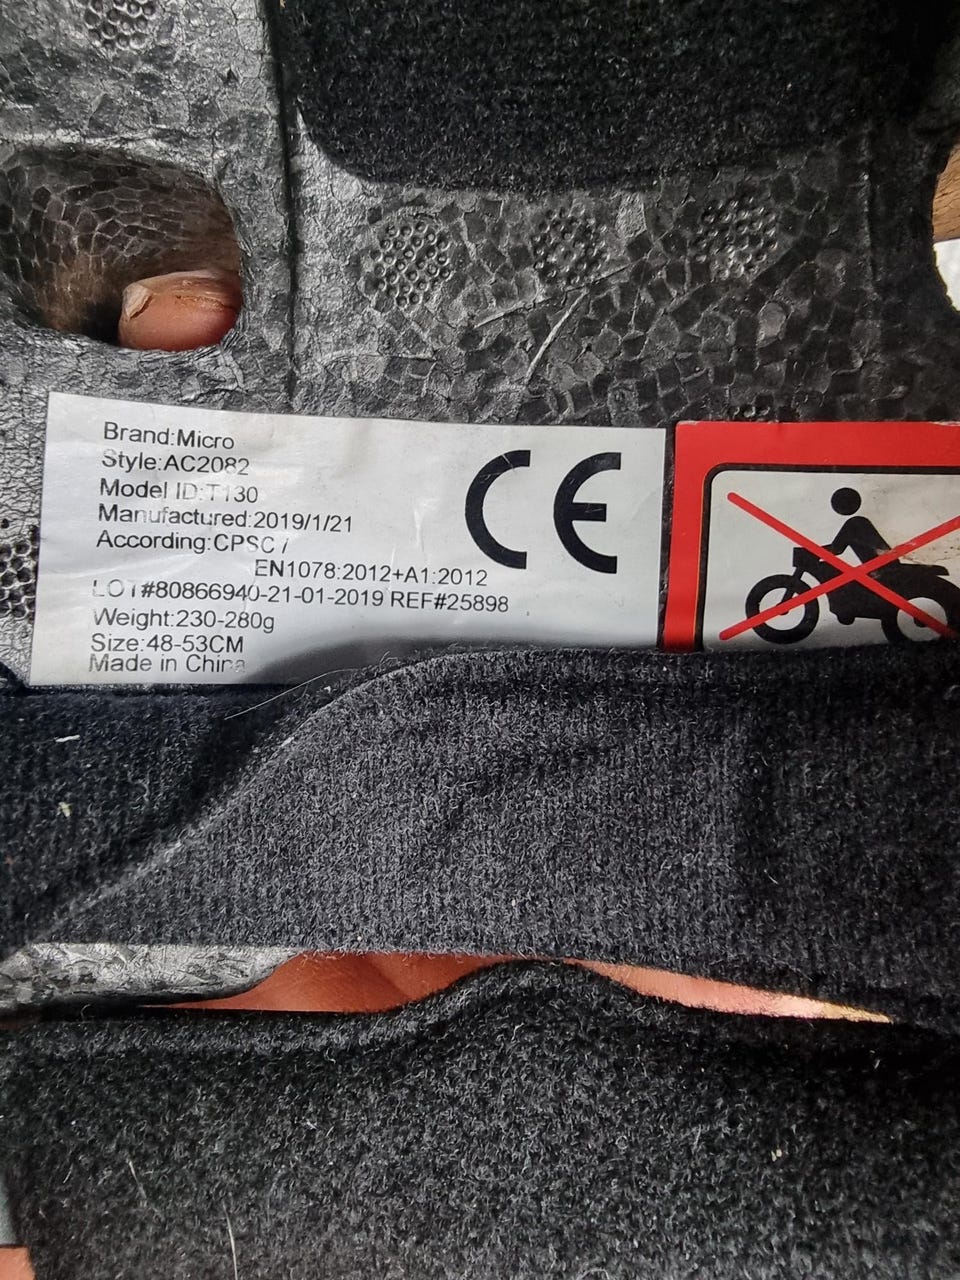 Brand:Micro
Style:AC2082
Model ID:T130
Manufactured:2019/1/21
According:CPSC /
EN1078:2012+A1:2012
LOT#80866940-21-01-2019 REF#25898
Weight:230-280g
Size:48-53CM
Made in China
CE